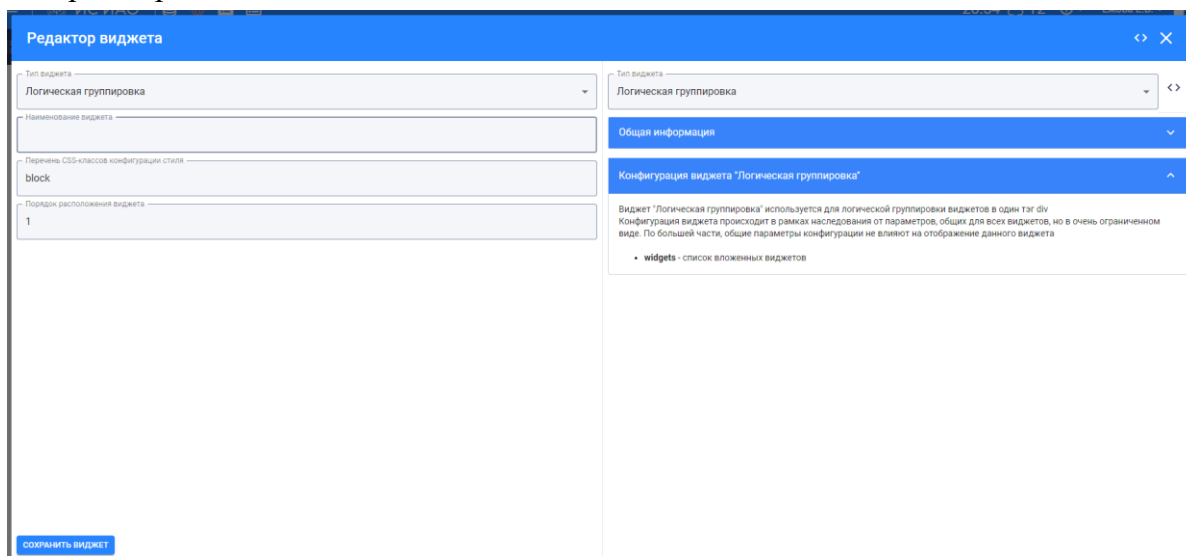 Редактор виджета
Тип виджета
Логическая группировка
Наименование виджета
Перечень CSS-классов конфигурации стиля
block
Порядок расположения виджета
1
СОХРАНИТЬ ВИДЖЕТ
Тип виджета
Логическая группировка
Общая информация
Конфигурация виджета "Логическая группировка"
Виджет "Логическая группировка" используется для логической группировки виджетов в один тэг div
Конфигурация виджета происходит в рамках наследования от параметров, общих для всех виджетов, но в очень ограниченном
виде. По большей части, общие параметры конфигурации не влияют на отображение данного виджета
• widgets - список вложенных виджетов